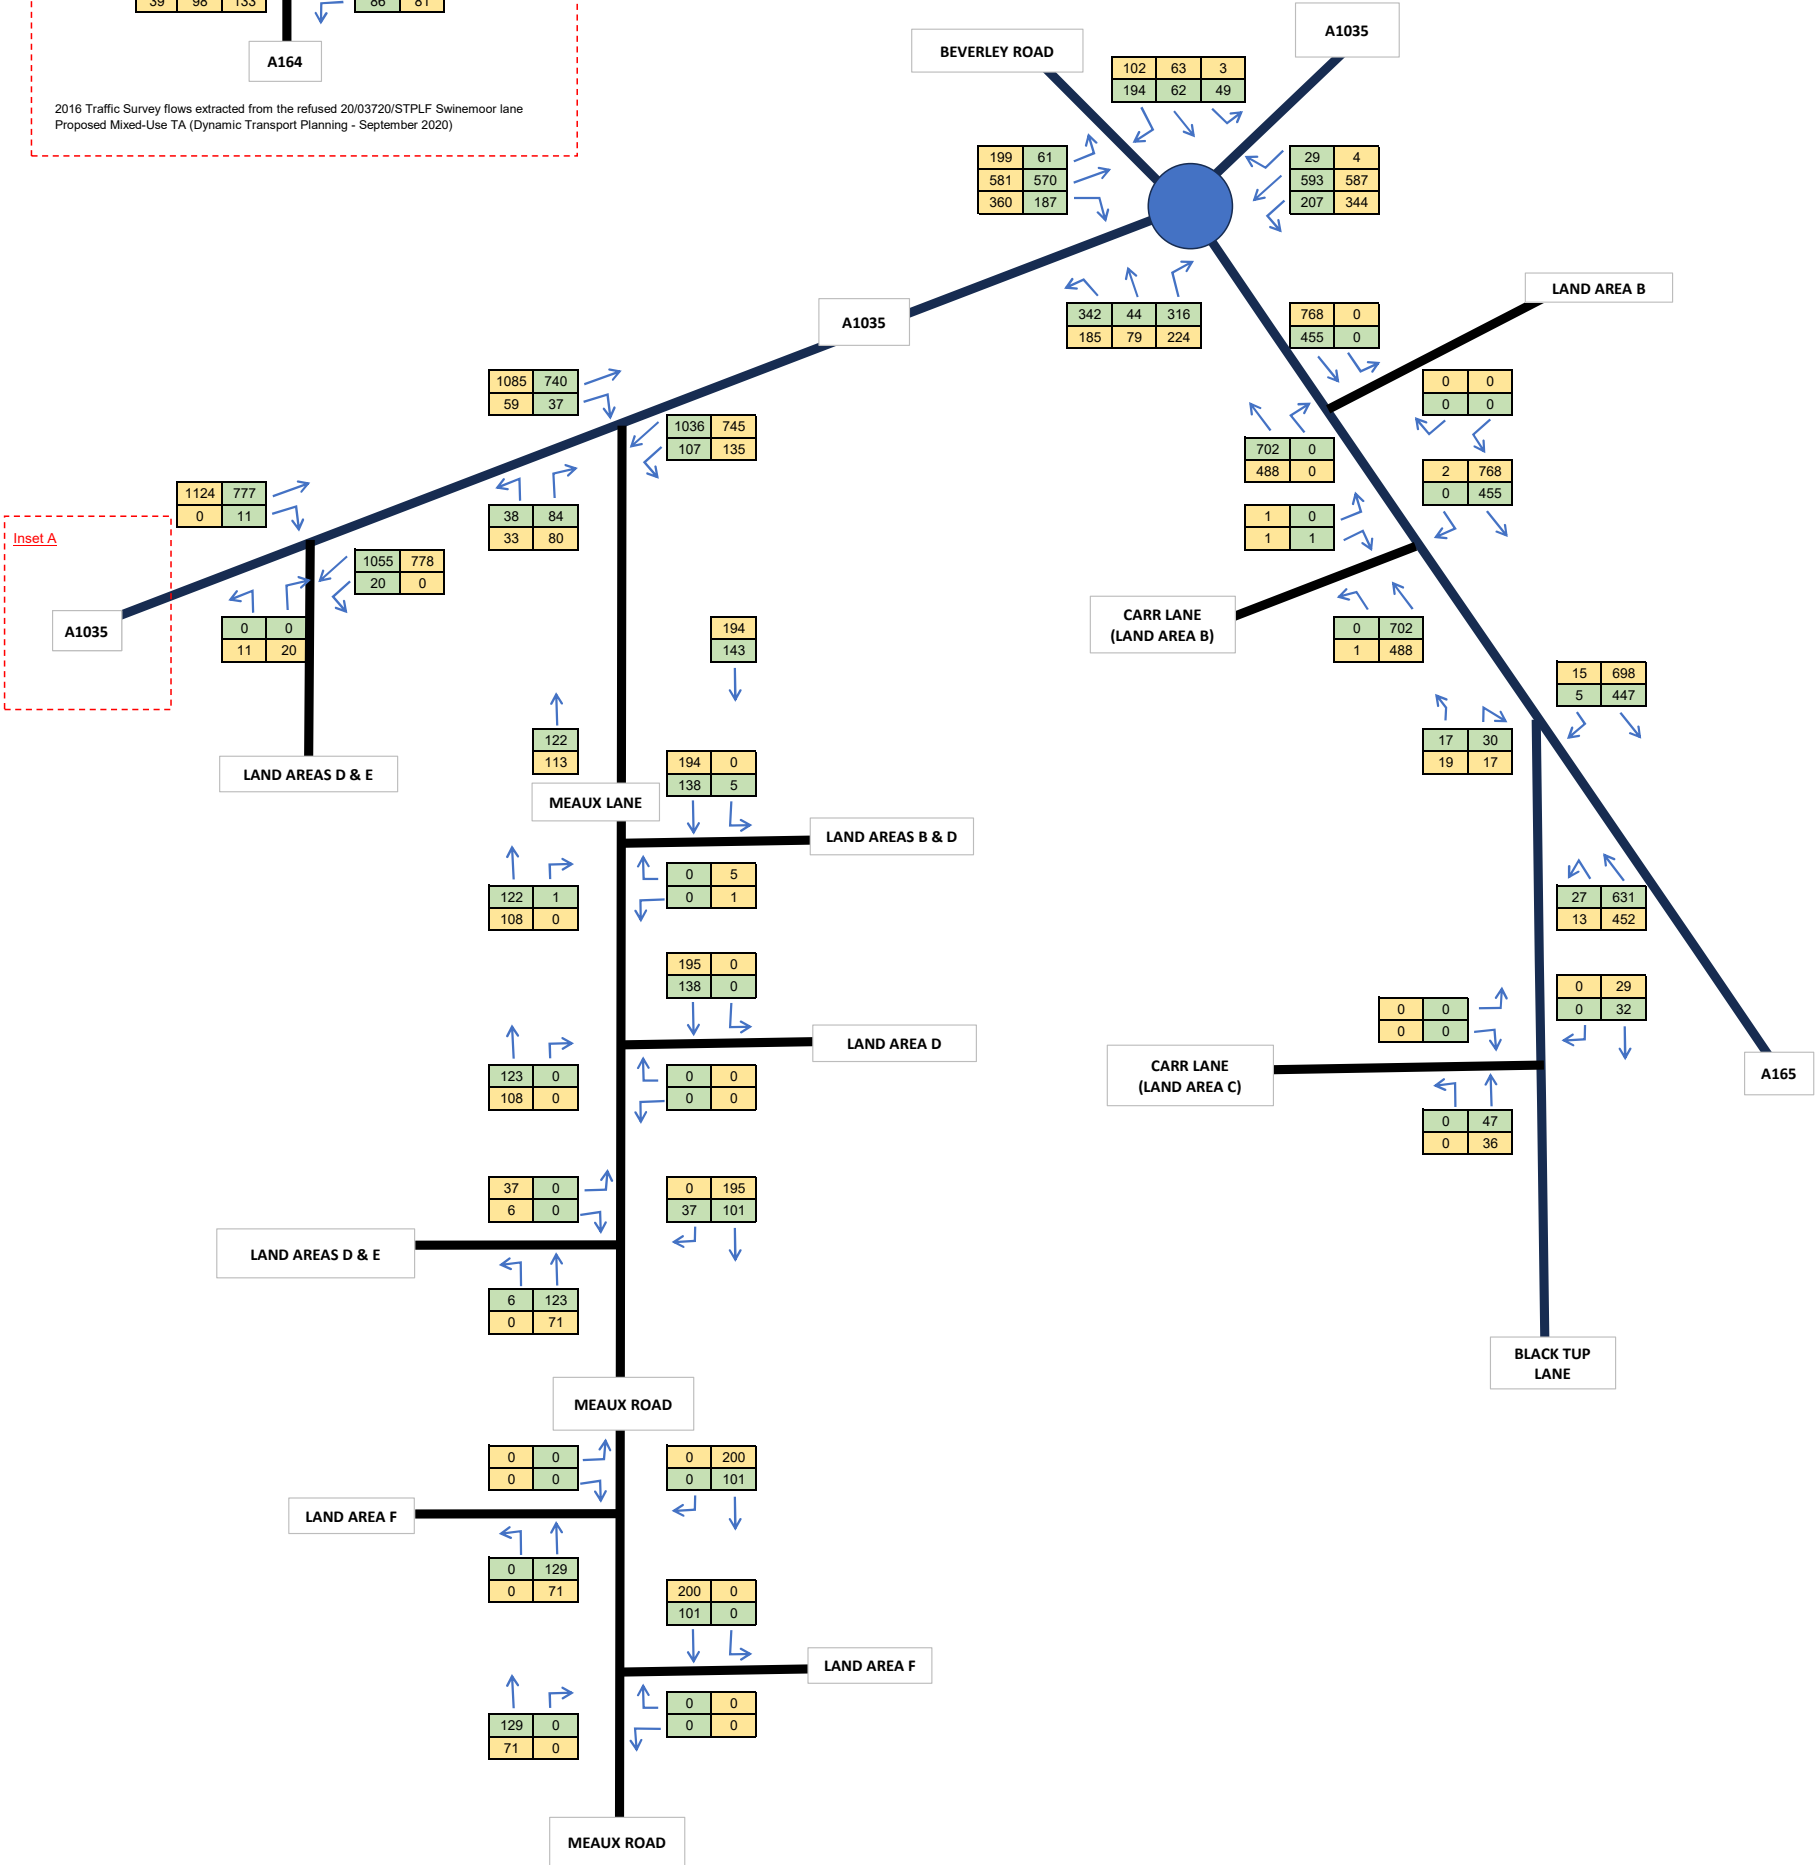 39 98 133
86 81
A164
2016 Traffic Survey flows extracted from the refused 20/03720/STPLF Swinemoor lane
Proposed Mixed-Use TA (Dynamic Transport Planning - September 2020)
BEVERLEY ROAD
A1035
102 63 3
194 62 49
199 61
581 570
360 187
29 4
593 587
207 344
342 44 316
185 79 224
A1035
LAND AREA B
768 0
455 0
0 0
0 0
702 0
488 0
2 768
0 455
1 0
1 1
CARR LANE
(LAND AREA B)
0 702
1 488
1085 740
59 37
1036 745
107 135
38 84
33 80
1124 777
0 11
Inset A
1055 778
20 0
A1035
0 0
11 20
LAND AREAS D & E
194
143
122
113
MEAUX LANE
194 0
138 5
LAND AREAS B & D
122 1
108 0
0 5
0 1
195 0
138 0
LAND AREA D
123 0
108 0
0 0
0 0
37 0
6 0
0 195
37 101
LAND AREAS D & E
6 123
0 71
MEAUX ROAD
0 0
0 0
0 200
0 101
LAND AREA F
0 129
0 71
200 0
101 0
LAND AREA F
129 0
71 0
0 0
0 0
MEAUX ROAD
15 698
5 447
17 30
19 17
27 631
13 452
0 0
0 0
0 29
0 32
CARR LANE
(LAND AREA C)
A165
0 47
0 36
BLACK TUP
LANE